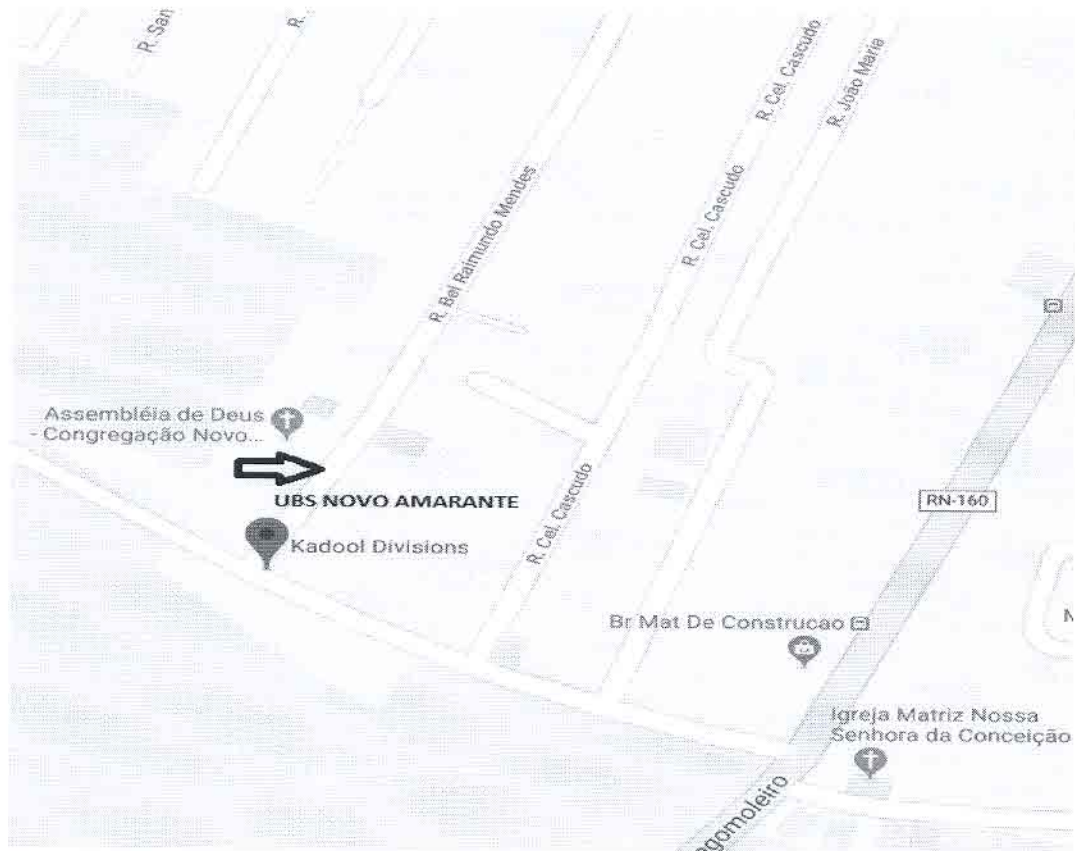 R. San
R.
R. Cel. Cascudo
R. João Maria
R. Bel Raimundo Mendes
R. Cel. Cascudo
Assembléia de Deus
- Congregação Novo...
UBS NOVO AMARANTE
RN-160
Kadool Divisions
R. Cel. Cascudo
Br Mat De Construcao
Igreja Matriz Nossa
Senhora da Conceição
egomoleiro